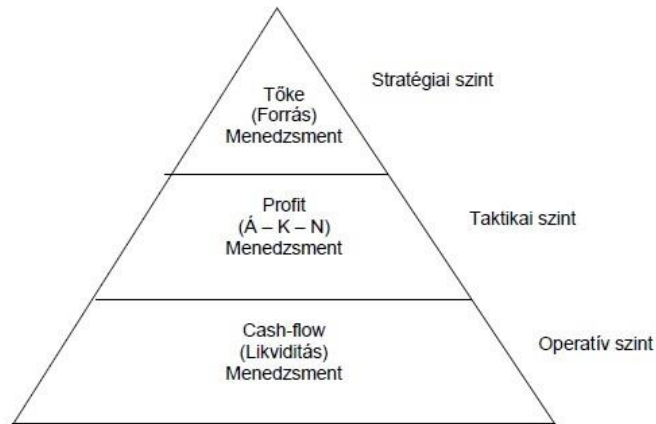 Tőke
(Forrás)
Menedzsment
Stratégiai szint
Profit
(Á – K – N)
Menedzsment
Taktikai szint
Cash-flow
(Likviditás)
Menedzsment
Operatív szint